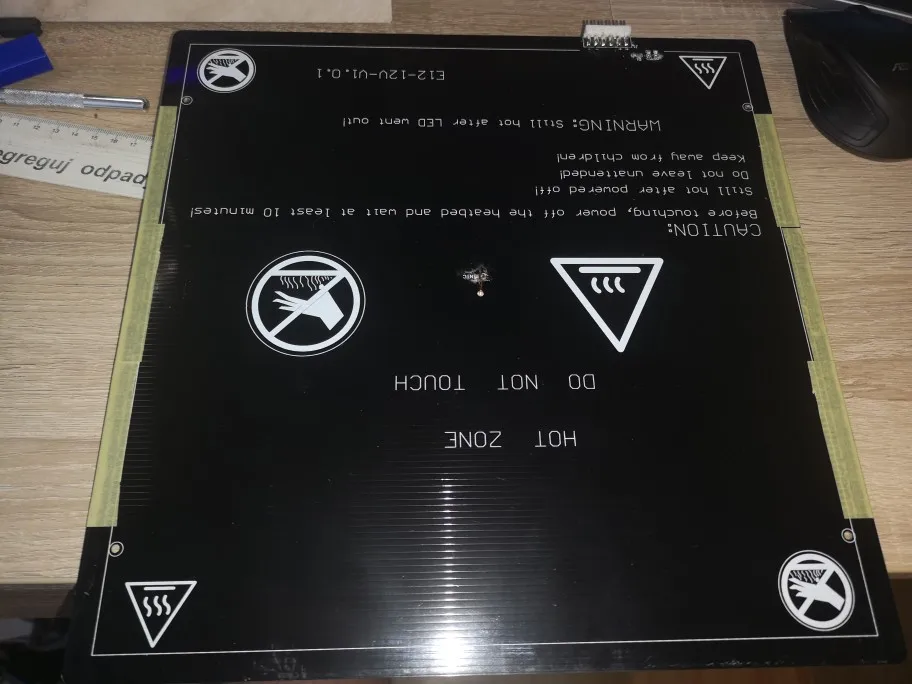 HOT ZONE
DO NOT TOUCH
CAUTION:
Before touching, power off the heatbed and wait at least 10 minutes!
Still hot after powered off!
Do not leave unattended!
Keep away from children!
WARNING: Still hot after LED went out!
E12-12V-V1.0.1
egreguj odpad